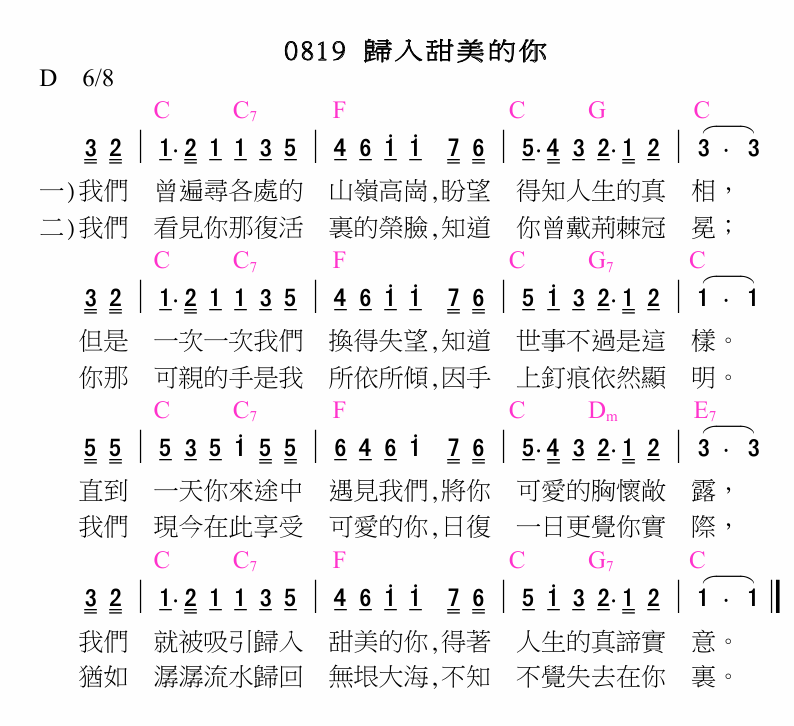 0819 歸入甜美的你
D 6/8
C C7 F C G C
3 2 | 1· 2 1 1 3 5 | 4 6 i i 7 6 | 5· 4 3 2· 1 2 | 3 · 3
一)我們 曾遍尋各處的 山嶺高崗,盼望 得知人生的真 相，
二)我們 看見你那復活 裏的榮臉,知道 你曾戴荊棘冠 冕；
C C7 F C G7 C
3 2 | 1· 2 1 1 3 5 | 4 6 i i 7 6 | 5 i 3 2· 1 2 | 1 · 1
但是 一次一次我們 換得失望,知道 世事不過是這 樣。
你那 可親的手是我 所依所傾,因手 上釘痕依然顯 明。
C C7 F C Dm E7
5 5 | 5 3 5 i 5 5 | 6 4 6 i 7 6 | 5· 4 3 2· 1 2 | 3 · 3
直到 一天你來途中 遇見我們,將你 可愛的胸懷敞 露，
我們 現今在此享受 可愛的你,日復 一日更覺你實 際，
C C7 F C G7 C
3 2 | 1· 2 1 1 3 5 | 4 6 i i 7 6 | 5 i 3 2· 1 2 | 1 · 1 ‖
我們 就被吸引歸入 甜美的你,得著 人生的真諦實 意。
猶如 潺潺流水歸回 無垠大海,不知 不覺失去在你 裏。